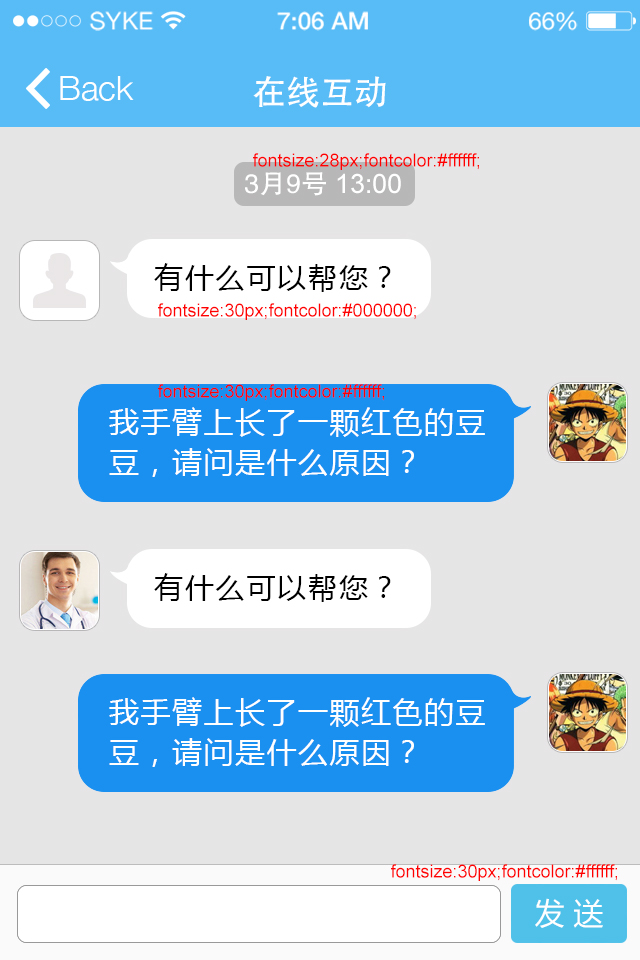 SYKE 7:06 AM 66%
Back 在线互动
fontsize:28px;fontcolor:#ffffff;
3月9号 13:00
有什么可以帮您？
fontsize:30px;fontcolor:#000000;
fontsize:30px;fontcolor:#ffffff;
我手臂上长了一颗红色的豆
豆，请问是什么原因？
有什么可以帮您？
我手臂上长了一颗红色的豆
豆，请问是什么原因？
fontsize:30px;fontcolor:#ffffff;
发 送